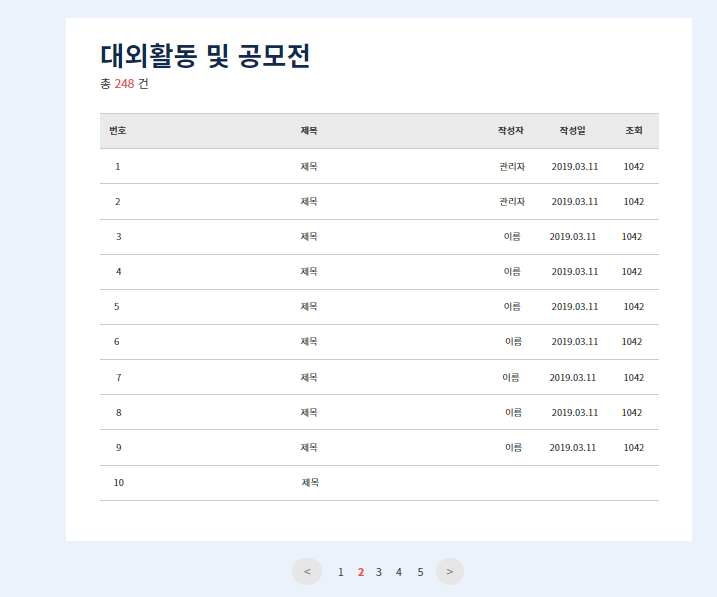 대외활동 및 공모전
총 248 건
번호 제목 작성자 작성일 조회
1 제목 관리자 2019.03.11 1042
2 제목 관리자 2019.03.11 1042
3 제목 이름 2019.03.11 1042
4 제목 이름 2019.03.11 1042
5 제목 이름 2019.03.11 1042
6 제목 이름 2019.03.11 1042
7 제목 이름 2019.03.11 1042
8 제목 이름 2019.03.11 1042
9 제목 이름 2019.03.11 1042
10 제목
< 1 2 3 4 5 >